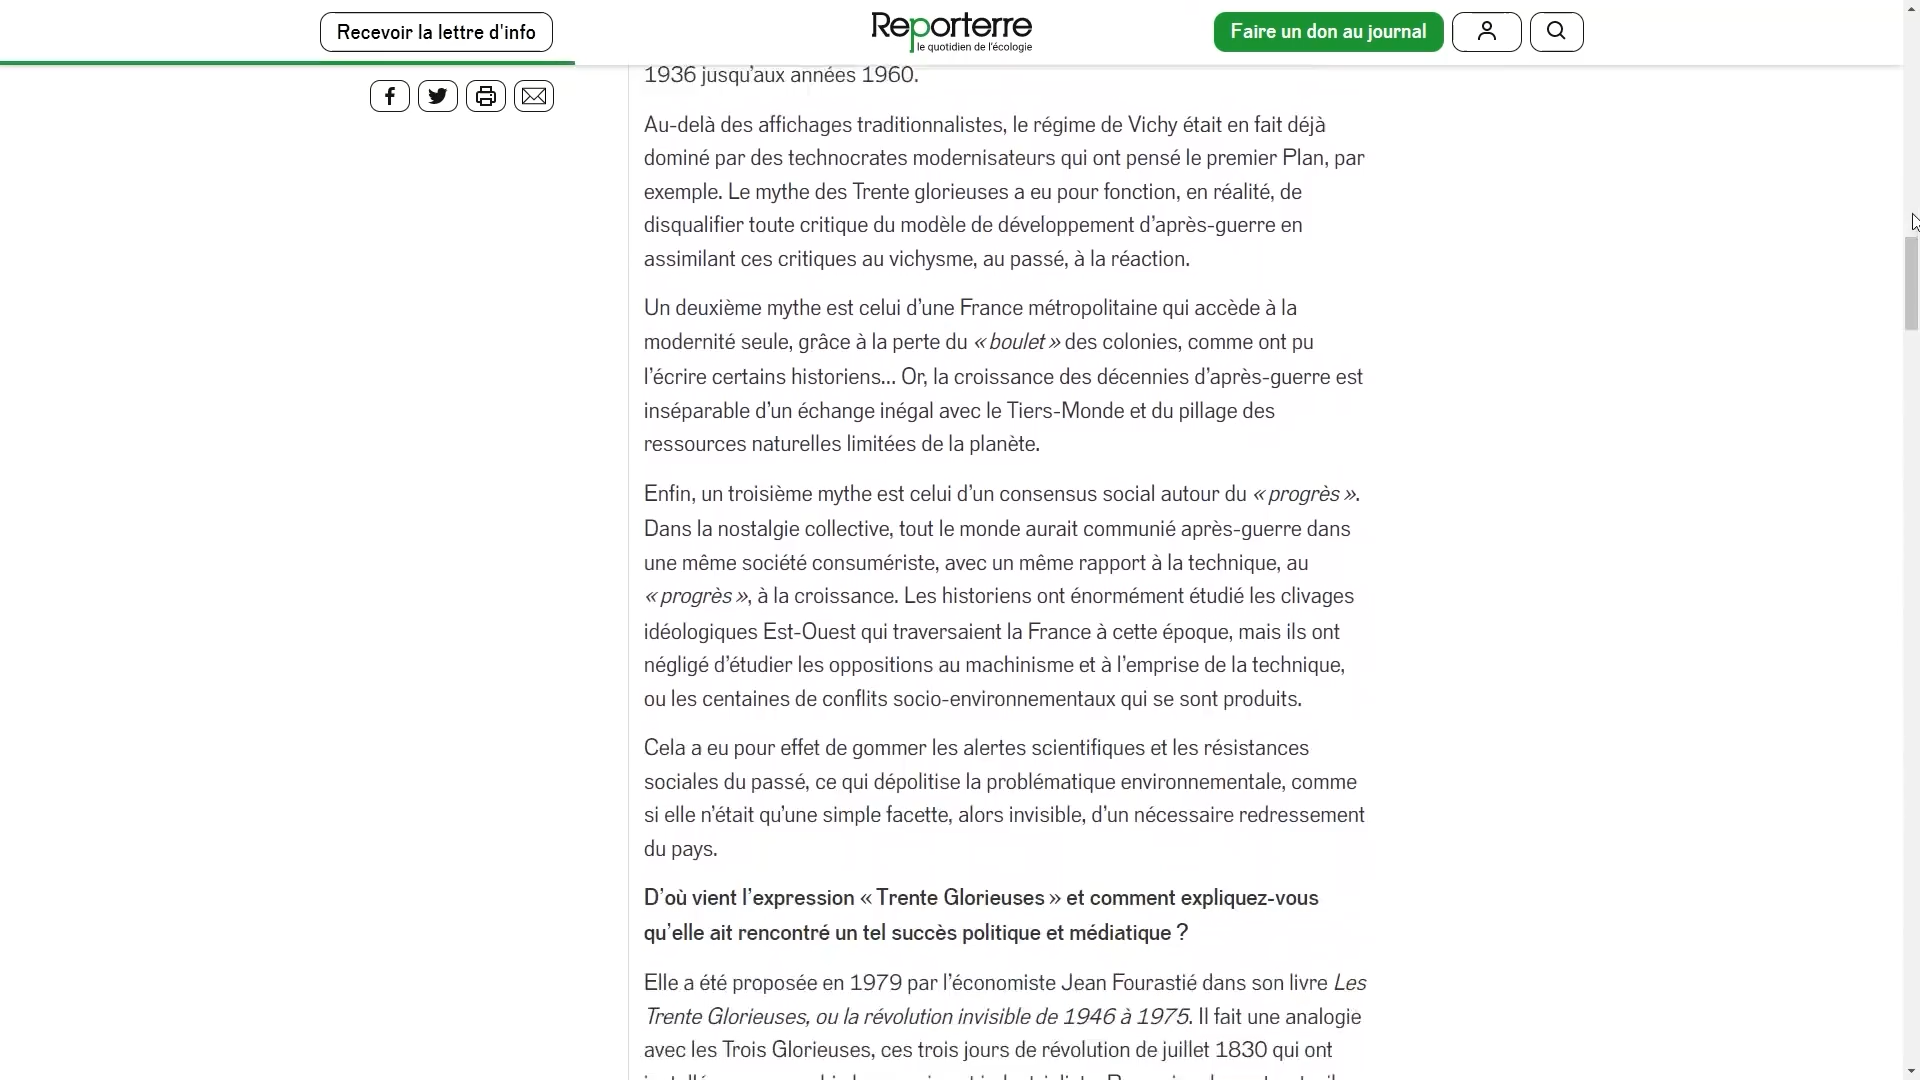 Recevoir la lettre d'info
Reporterre
le quotidien de l'écologie
Faire un don au journal
1936 jusqu’aux années 1960.
Au-delà des affichages traditionnalistes, le régime de Vichy était en fait déjà
dominé par des technocrates modernisateurs qui ont pensé le premier Plan, par
exemple. Le mythe des Trente glorieuses a eu pour fonction, en réalité, de
disqualifier toute critique du modèle de développement d’après-guerre en
assimilant ces critiques au vichysme, au passé, à la réaction.
Un deuxième mythe est celui d’une France métropolitaine qui accède à la
modernité seule, grâce à la perte du « boulet » des colonies, comme ont pu
l’écrire certains historiens... Or, la croissance des décennies d’après-guerre est
inséparable d’un échange inégal avec le Tiers-Monde et du pillage des
ressources naturelles limitées de la planète.
Enfin, un troisième mythe est celui d’un consensus social autour du « progrès ».
Dans la nostalgie collective, tout le monde aurait communié après-guerre dans
une même société consumériste, avec un même rapport à la technique, au
« progrès », à la croissance. Les historiens ont énormément étudié les clivages
idéologiques Est-Ouest qui traversaient la France à cette époque, mais ils ont
négligé d’étudier les oppositions au machinisme et à l’emprise de la technique,
ou les centaines de conflits socio-environnementaux qui se sont produits.
Cela a eu pour effet de gommer les alertes scientifiques et les résistances
sociales du passé, ce qui dépolitise la problématique environnementale, comme
si elle n’était qu’une simple facette, alors invisible, d’un nécessaire redressement
du pays.
D’où vient l’expression « Trente Glorieuses » et comment expliquez-vous
qu’elle ait rencontré un tel succès politique et médiatique ?
Elle a été proposée en 1979 par l’économiste Jean Fourastié dans son livre Les
Trente Glorieuses, ou la révolution invisible de 1946 à 1975. Il fait une analogie
avec les Trois Glorieuses, ces trois jours de révolution de juillet 1830 qui ont